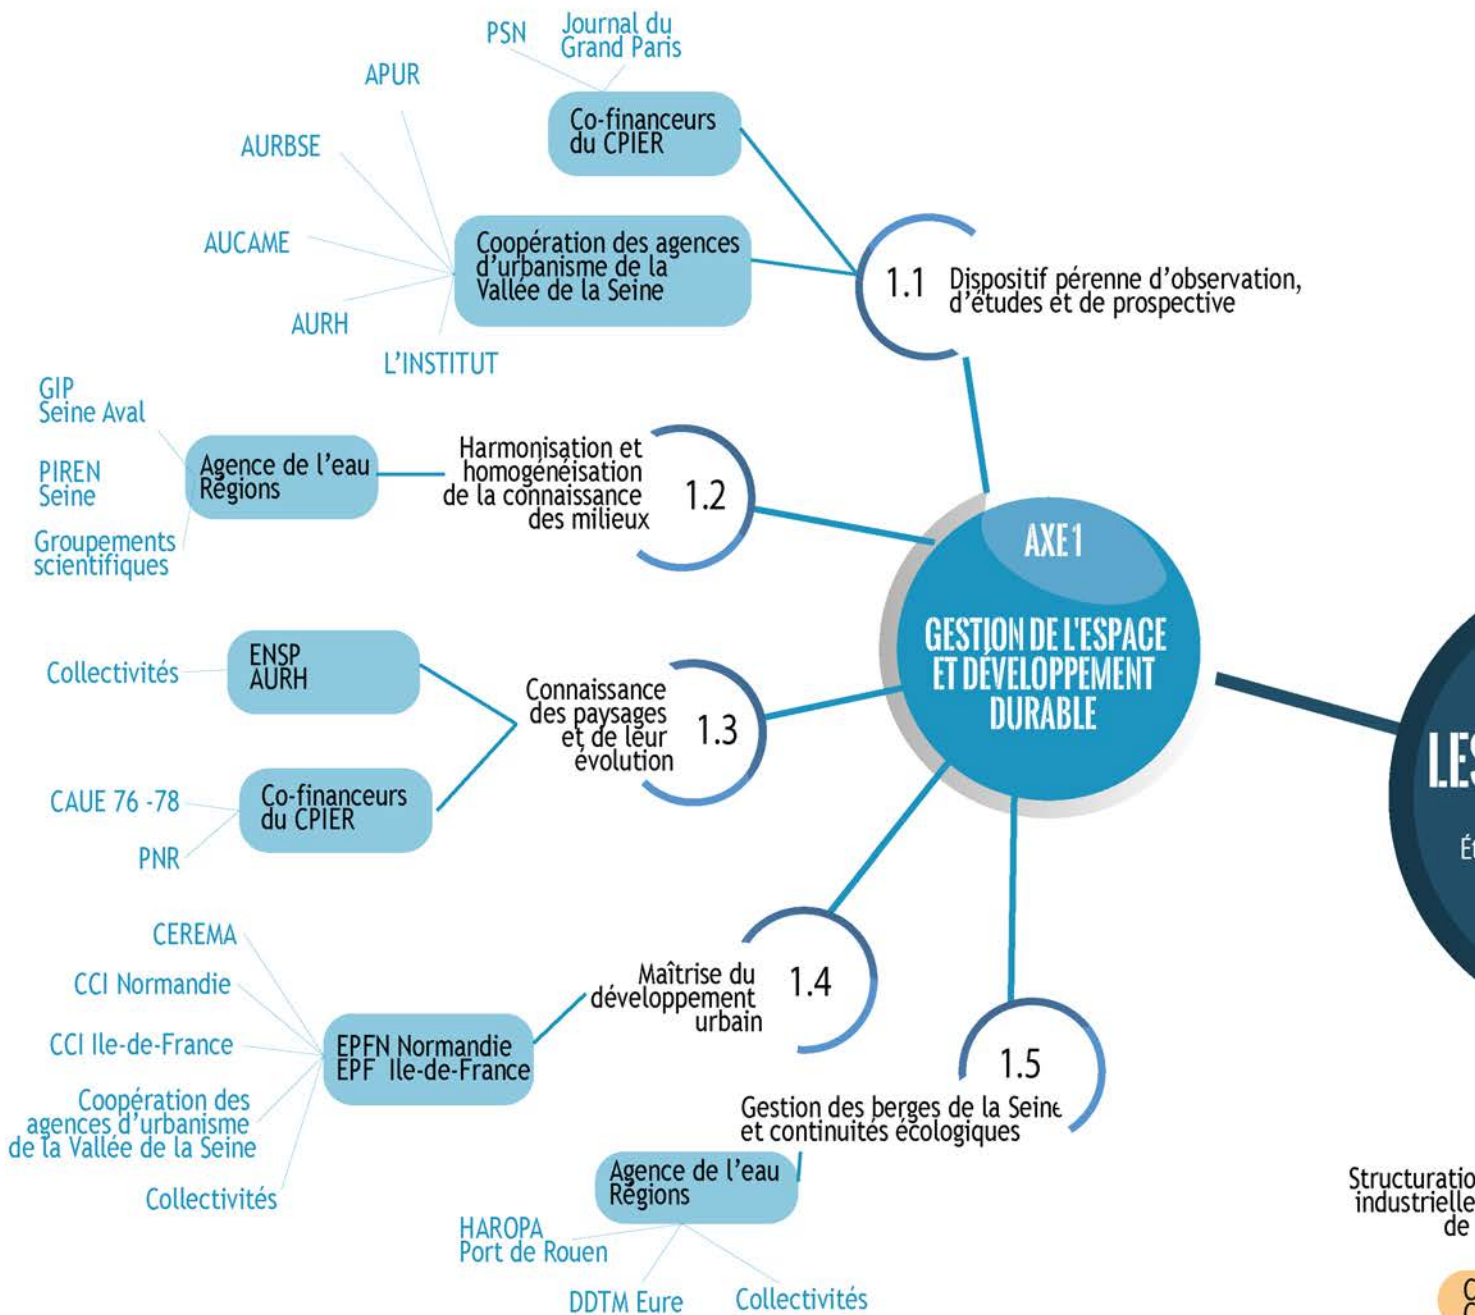 PSN
Journal du
Grand Paris
APUR
Co-financeurs
du CPIER
AURBSE
AUCAME
Coopération des agences
d'urbanisme de la
Vallée de la Seine
AURH
L'INSTITUT
1.1
Dispositif pérenne d'observation,
d'études et de prospective
GIP
Seine Aval
PIREN
Seine
Groupements
scientifiques
Agence de l'eau
Régions
Harmonisation et
homogénéisation
de la connaissance
des milieux
1.2
AXE 1
GESTION DE L'ESPACE
ET DÉVELOPPEMENT
DURABLE
Collectivités
ENSP
AURH
Connaissance
des paysages
et de leur
évolution
1.3
CAUE 76 -78
PNR
Co-financeurs
du CPIER
LES
Ét
CEREMA
CCI Normandie
CCI Ile-de-France
Coopération des
agences d'urbanisme
de la Vallée de la Seine
Collectivités
EPFN Normandie
EPF Ile-de-France
Maîtrise du
développement
urbain
1.4
1.5
Gestion des berges de la Seine
et continuités écologiques
Agence de l'eau
Régions
HAROPA
Port de Rouen
DDTM Eure
Collectivités
Structuratio
industrielle
de